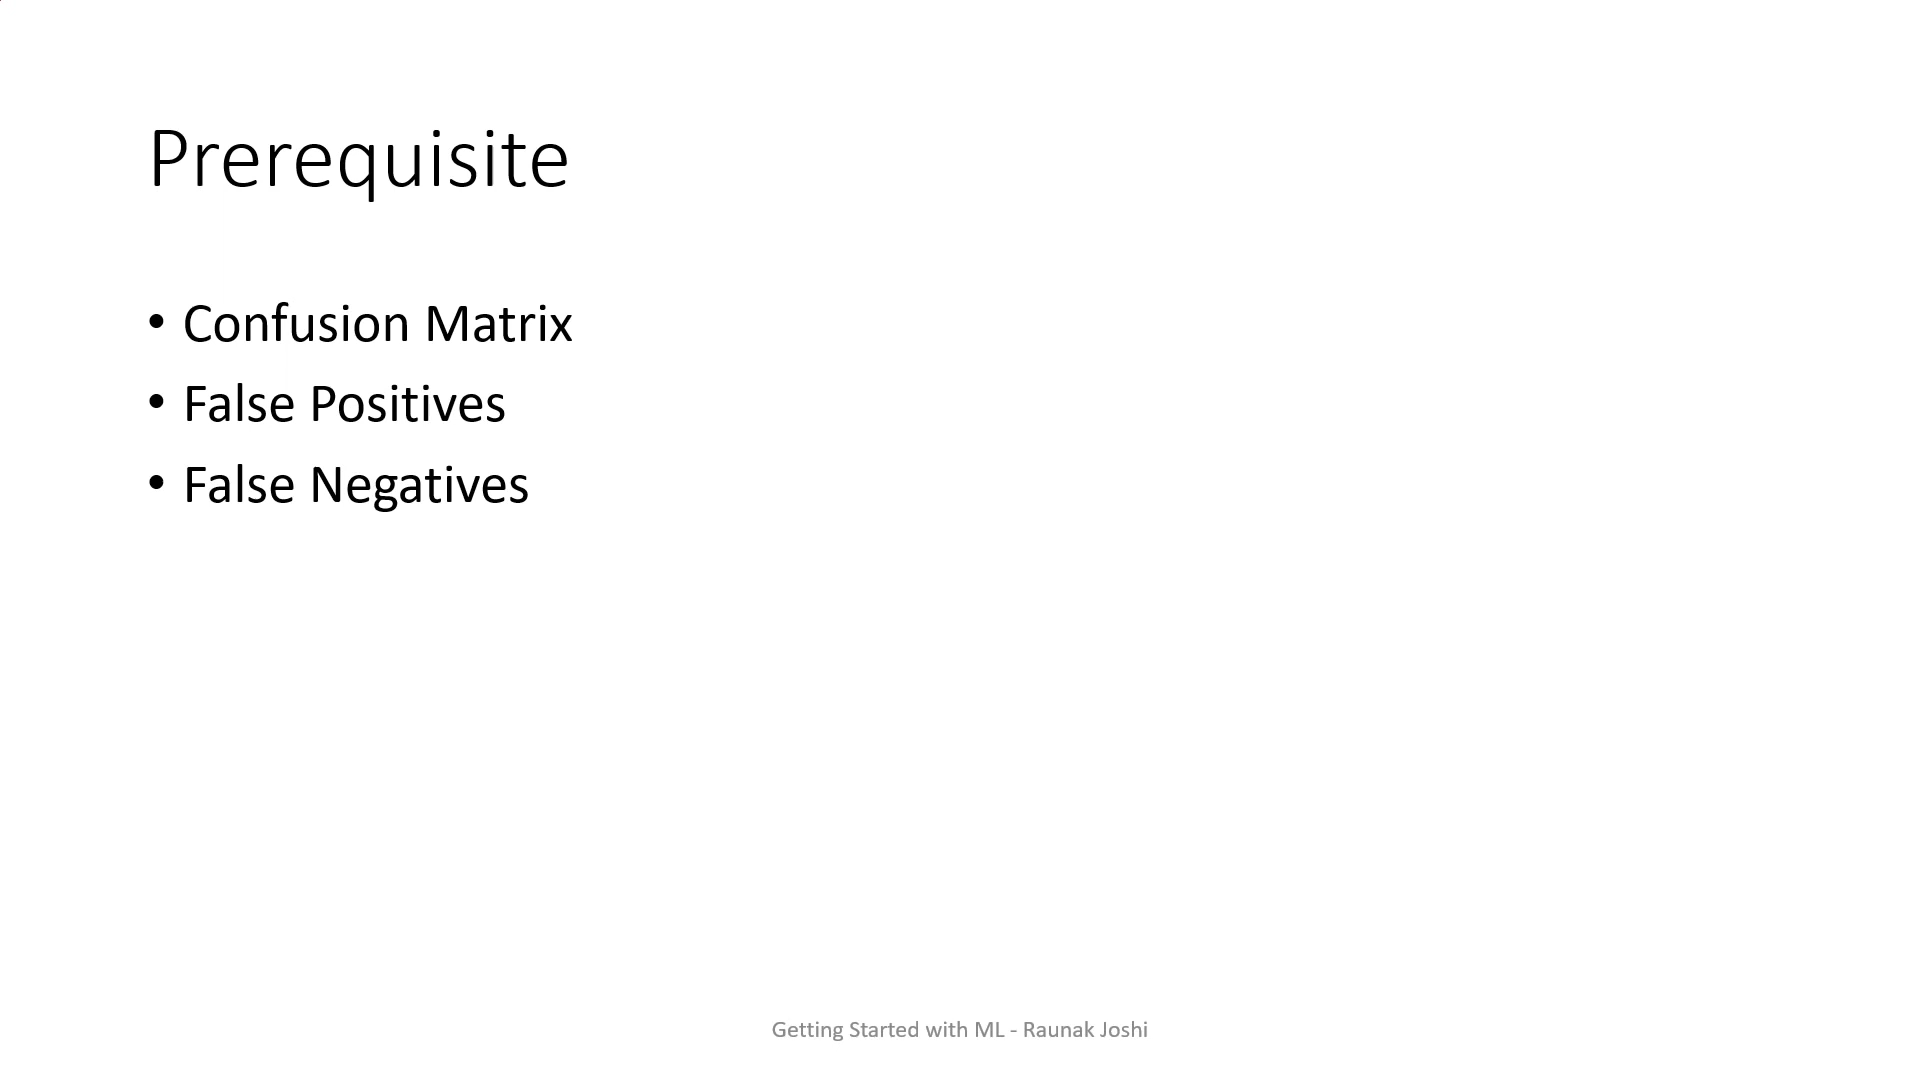 Prerequisite
• Confusion Matrix
• False Positives
• False Negatives
Getting Started with ML - Raunak Joshi